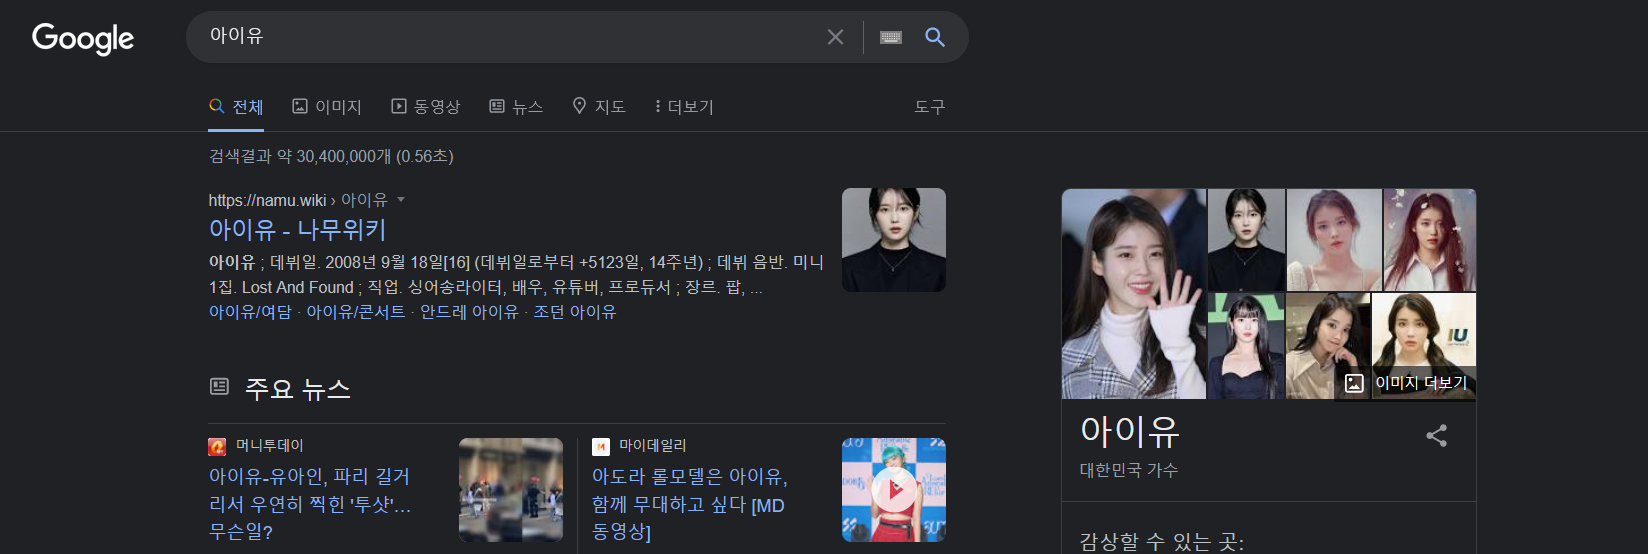 Google
아이유
전체
이미지
동영상
뉴스
지도
더보기
도구
검색결과 약 30,400,000개 (0.56초)
https://namu.wiki › 아이유
아이유 - 나무위키
아이유 ; 데뷔일. 2008년 9월 18일[16] (데뷔일로부터 +5123일, 14주년) ; 데뷔 음반. 미니
1집. Lost And Found ; 직업. 싱어송라이터, 배우, 유튜버, 프로듀서 ; 장르. 팝, ...
아이유/여담 · 아이유/콘서트 · 안드레 아이유 · 조던 아이유
주요 뉴스
머니투데이
아이유-유아인, 파리 길거
리서 우연히 찍힌 '투샷'...
무슨일?
M 마이데일리
아도라 롤모델은 아이유,
함께 무대하고 싶다 [MD
동영상]
IU
이미지 더보기
아이유
대한민국 가수
감상할 수 있는 곳: